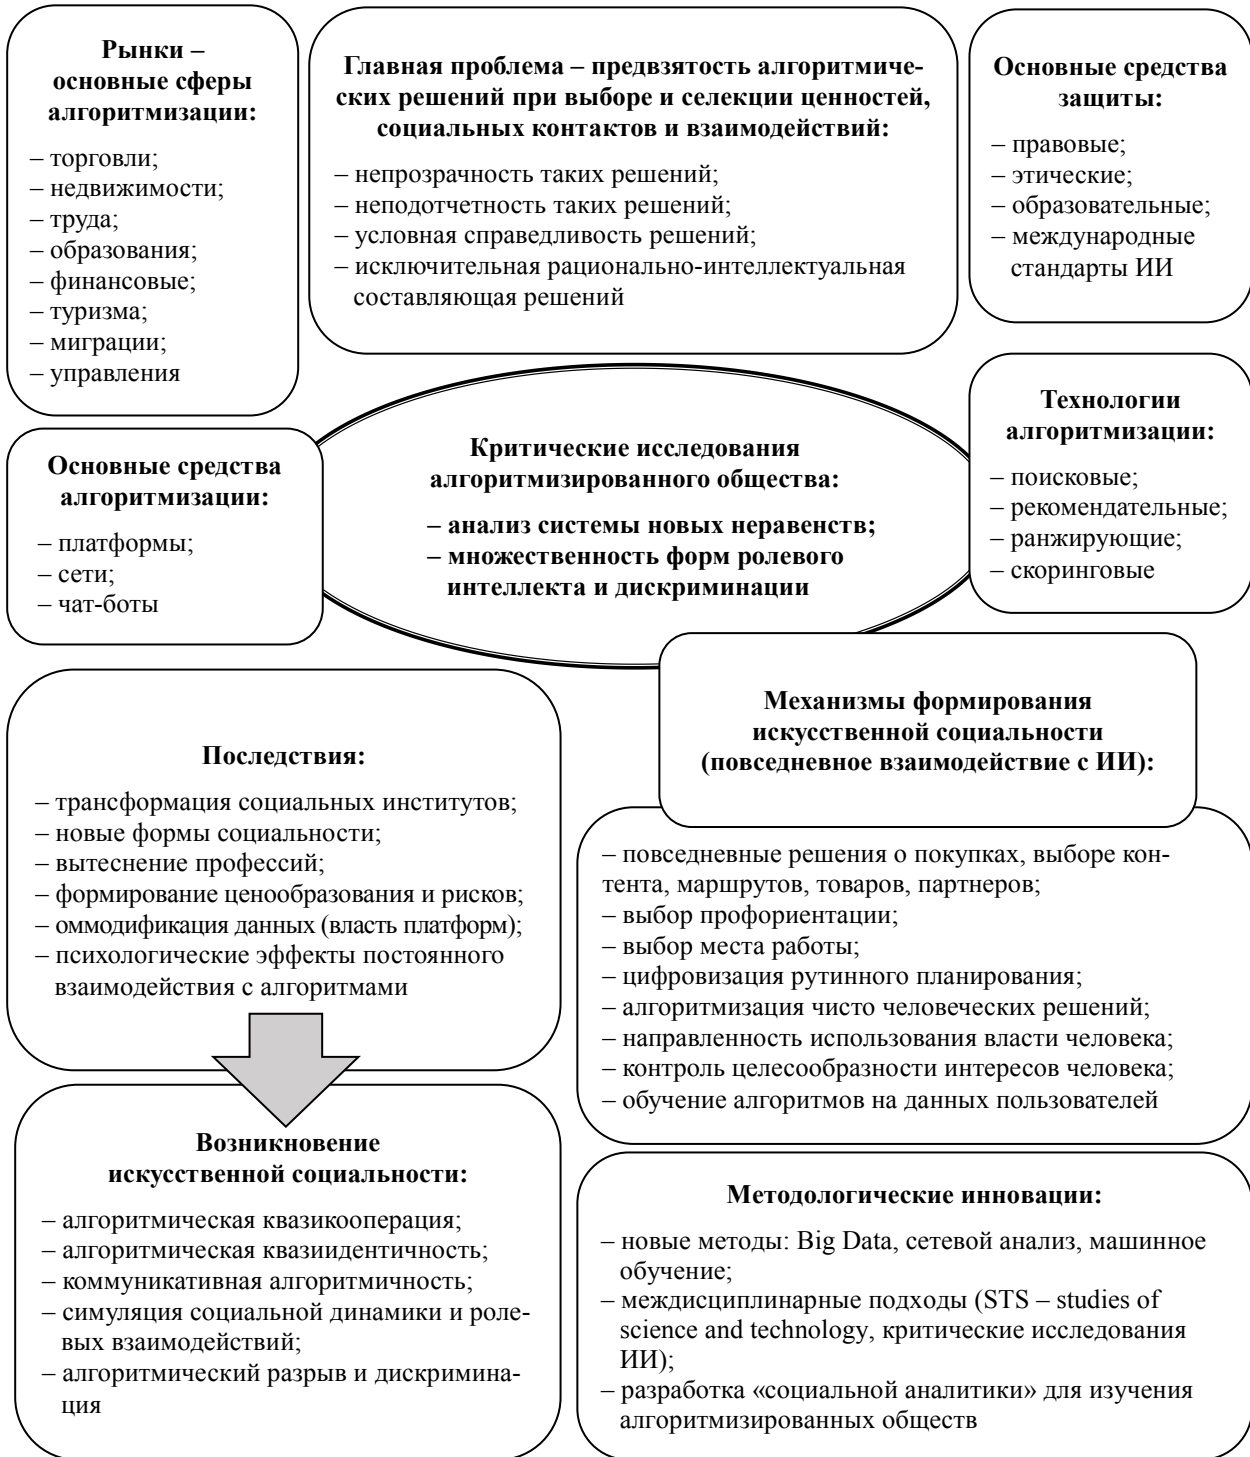 Рынки –
основные сферы
алгоритмизации:
– торговли;
– недвижимости;
– труда;
– образования;
– финансовые;
– туризма;
– миграции;
– управления
Главная проблема – предвзятость алгоритмиче-
ских решений при выборе и селекции ценностей,
социальных контактов и взаимодействий:
– непрозрачность таких решений;
– неподотчетность таких решений;
– условная справедливость решений;
– исключительная рационально-интеллектуальная
составляющая решений
Основные средства
защиты:
– правовые;
– этические;
– образовательные;
– международные
стандарты ИИ
Основные средства
алгоритмизации:
– платформы;
– сети;
– чат-боты
Критические исследования
алгоритмизированного общества:
– анализ системы новых неравенств;
– множественность форм ролевого
интеллекта и дискриминации
Технологии
алгоритмизации:
– поисковые;
– рекомендательные;
– ранжирующие;
– скоринговые
Последствия:
– трансформация социальных институтов;
– новые формы социальности;
– вытеснение профессий;
– формирование ценообразования и рисков;
– оммодификация данных (власть платформ);
– психологические эффекты постоянного
взаимодействия с алгоритмами
Механизмы формирования
искусственной социальности
(повседневное взаимодействие с ИИ):
– повседневные решения о покупках, выборе кон-
тента, маршрутов, товаров, партнеров;
– выбор профориентации;
– выбор места работы;
– цифровизация рутинного планирования;
– алгоритмизация чисто человеческих решений;
– направленность использования власти человека;
– контроль целесообразности интересов человека;
– обучение алгоритмов на данных пользователей
Возникновение
искусственной социальности:
– алгоритмическая квазикооперация;
– алгоритмическая квазиидентичность;
– коммуникативная алгоритмичность;
– симуляция социальной динамики и роле-
вых взаимодействий;
– алгоритмический разрыв и дискримина-
ция
Методологические инновации:
– новые методы: Big Data, сетевой анализ, машинное
обучение;
– междисциплинарные подходы (STS – studies of
science and technology, критические исследования
ИИ);
– разработка «социальной аналитики» для изучения
алгоритмизированных обществ